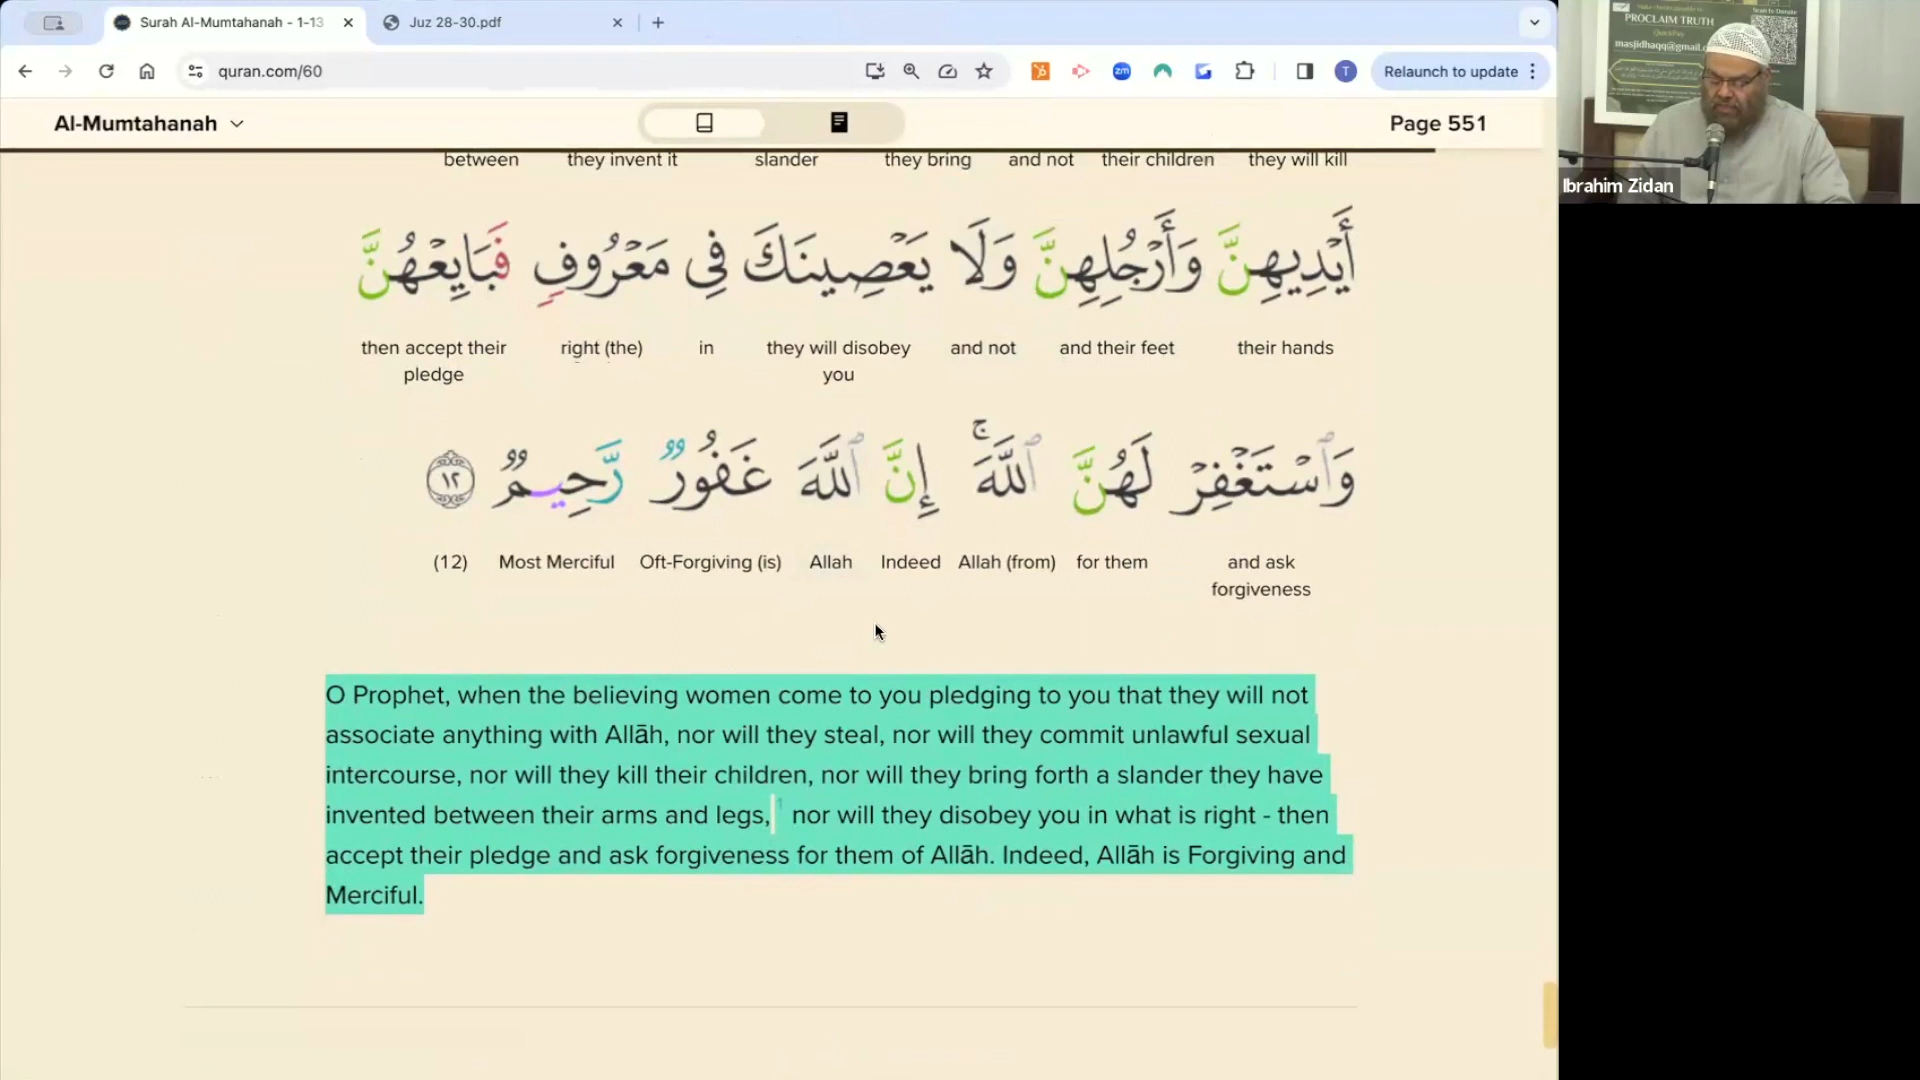 Surah Al-Mumtahanah - 1-13
Juz 28-30.pdf
quran.com/60
zm
T
Relaunch to update
Al-Mumtahanah
Page 551
between they invent it slander they bring and not their children they will kill
أَيْدِيهِنَّ وَأَرْجُلِهِنَّ وَلَا يَعْصِينَكَ فِى مَعْرُوفٍ فَبَايِعْهُنَّ
then accept their pledge right (the) in they will disobey you and not and their feet their hands
وَٱسْتَغْفِرْ لَهُنَّ ٱللَّهَ ۚ إِنَّ ٱللَّهَ غَفُورٌ رَّحِيمٌ ١٢
(12) Most Merciful Oft-Forgiving (is) Allah Indeed Allah (from) for them and ask forgiveness
O Prophet, when the believing women come to you pledging to you that they will not
associate anything with Allāh, nor will they steal, nor will they commit unlawful sexual
intercourse, nor will they kill their children, nor will they bring forth a slander they have
invented between their arms and legs,1 nor will they disobey you in what is right - then
accept their pledge and ask forgiveness for them of Allāh. Indeed, Allāh is Forgiving and
Merciful.
Scan to Donate
PROCLAIM TRUTH
QuickPay
masjidhaqq@gmail.c
Ibrahim Zidan